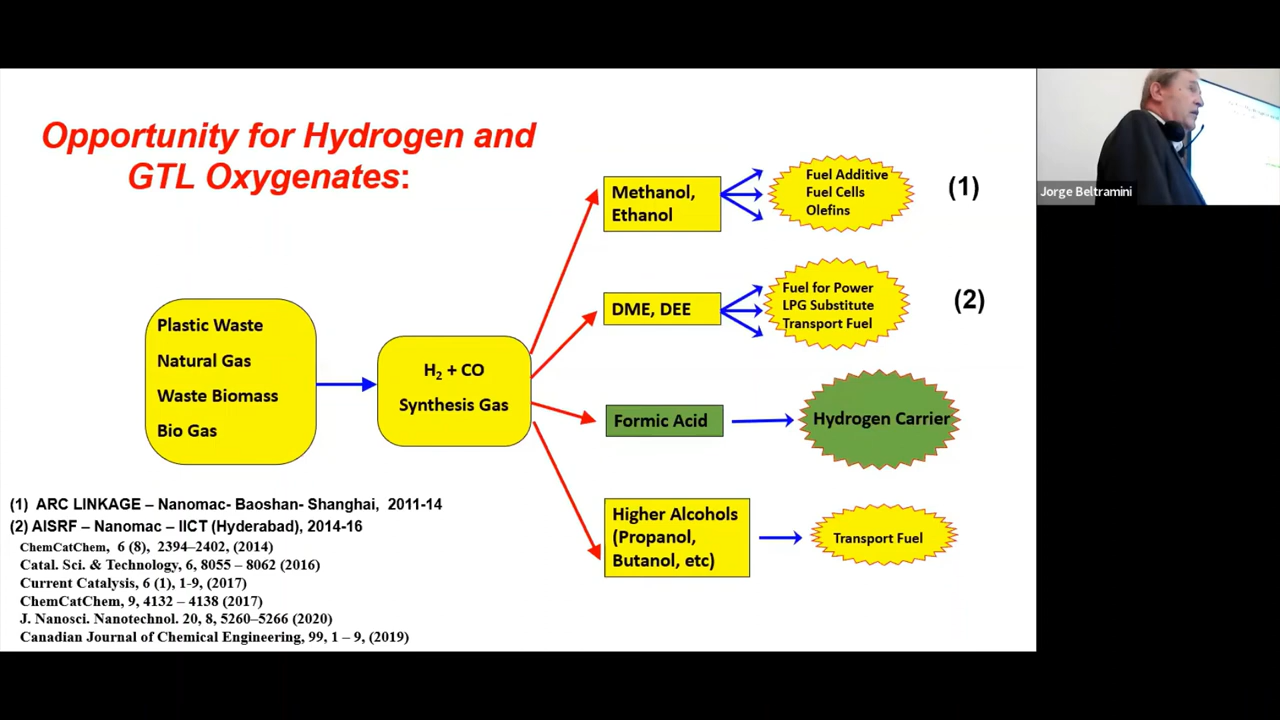 Opportunity for Hydrogen and
GTL Oxygenates:
Plastic Waste
Natural Gas
Waste Biomass
Bio Gas
H₂ + CO
Synthesis Gas
Methanol,
Ethanol
Fuel Additive
Fuel Cells
Olefins
(1)
DME, DEE
Fuel for Power
LPG Substitute
Transport Fuel
(2)
Formic Acid
Hydrogen Carrier
Higher Alcohols
(Propanol,
Butanol, etc)
Transport Fuel
(1) ARC LINKAGE – Nanomac- Baoshan- Shanghai, 2011-14
(2) AISRF – Nanomac – IICT (Hyderabad), 2014-16
ChemCatChem, 6 (8), 2394–2402, (2014)
Catal. Sci. & Technology, 6, 8055 – 8062 (2016)
Current Catalysis, 6 (1), 1-9, (2017)
ChemCatChem, 9, 4132 – 4138 (2017)
J. Nanosci. Nanotechnol. 20, 8, 5260–5266 (2020)
Canadian Journal of Chemical Engineering, 99, 1 – 9, (2019)
Jorge Beltramini